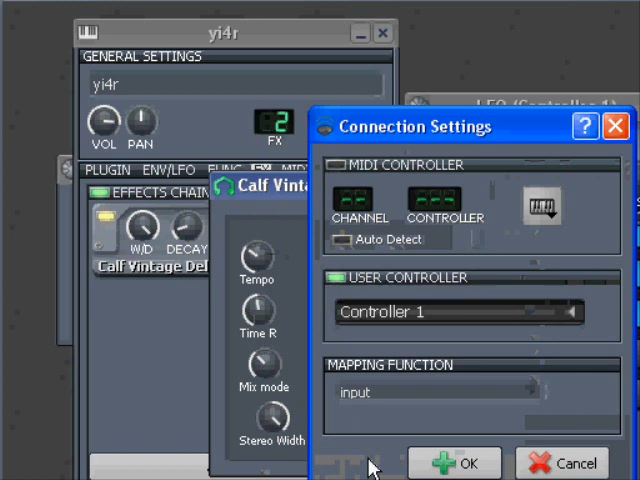 yi4r
GENERAL SETTINGS
yi4r
2
VOL PAN FX
PLUGIN ENV/LFO FUNC FX MIDI
EFFECTS CHAIN
W/D DECAY
Calf Vintage Del
Calf Vinta
Tempo
Time R
Mix mode
Stereo Width
LFO (Controller 1)
Connection Settings
MIDI CONTROLLER
CHANNEL CONTROLLER
Auto Detect
USER CONTROLLER
Controller 1
MAPPING FUNCTION
input
OK Cancel